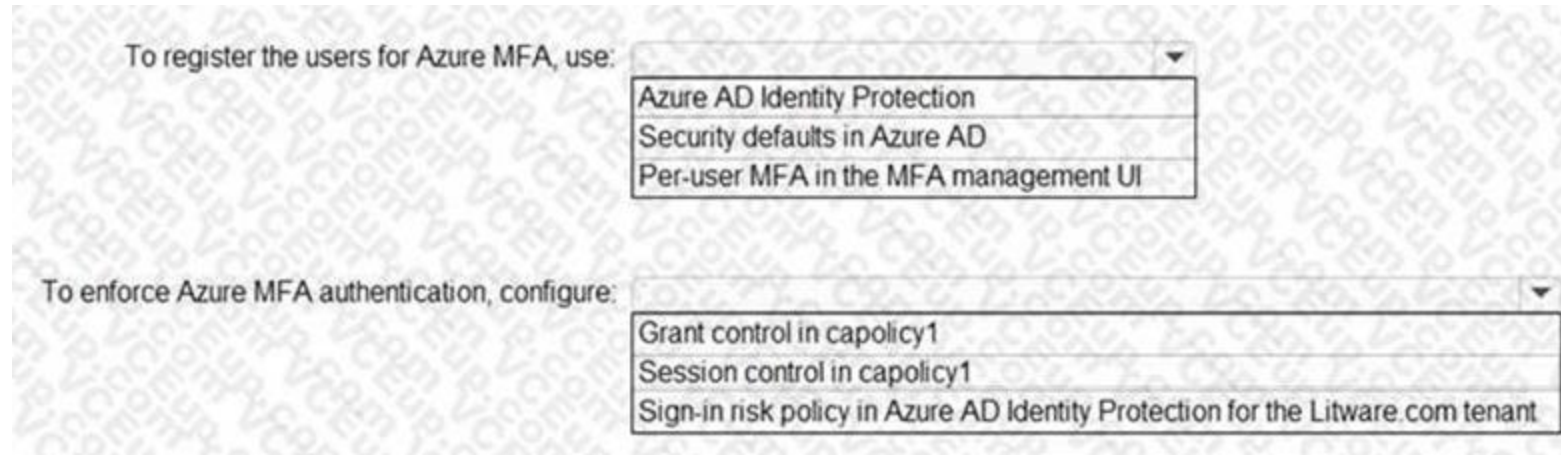 To register the users for Azure MFA, use:
Azure AD Identity Protection
Security defaults in Azure AD
Per-user MFA in the MFA management UI
To enforce Azure MFA authentication, configure:
Grant control in capolicy1
Session control in capolicy1
Sign-in risk policy in Azure AD Identity Protection for the Litware.com tenant